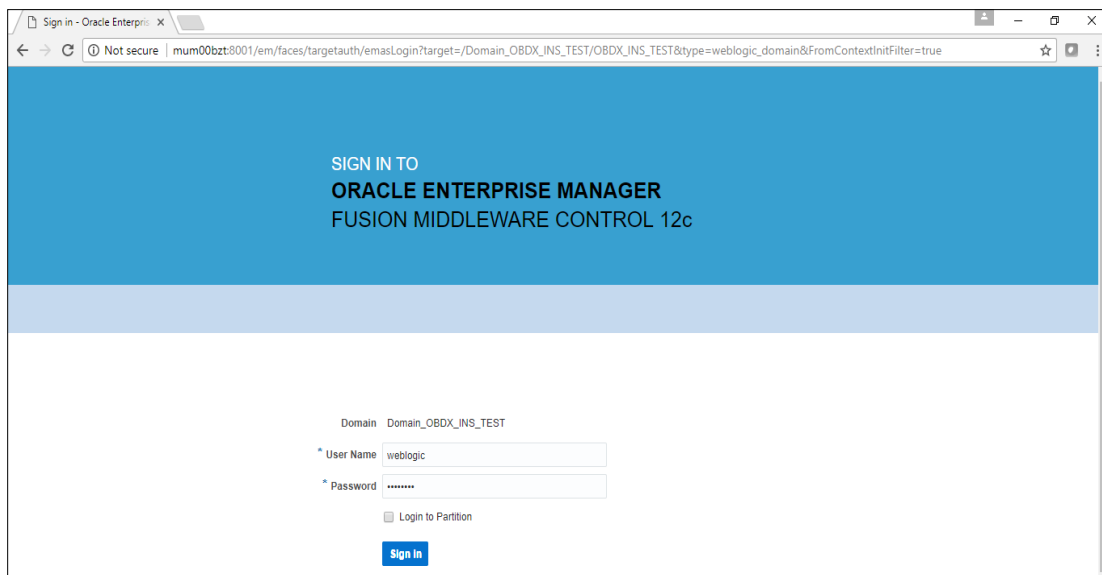 Sign in - Oracle Enterpris
Not secure | mum00bzt:8001/em/faces/targetauth/emasLogin?target=/Domain_OBDX_INS_TEST/OBDX_INS_TEST&type=weblogic_domain&FromContextInitFilter=true
SIGN IN TO
ORACLE ENTERPRISE MANAGER
FUSION MIDDLEWARE CONTROL 12c
Domain Domain_OBDX_INS_TEST
* User Name weblogic
* Password ••••••••
Login to Partition
Sign in